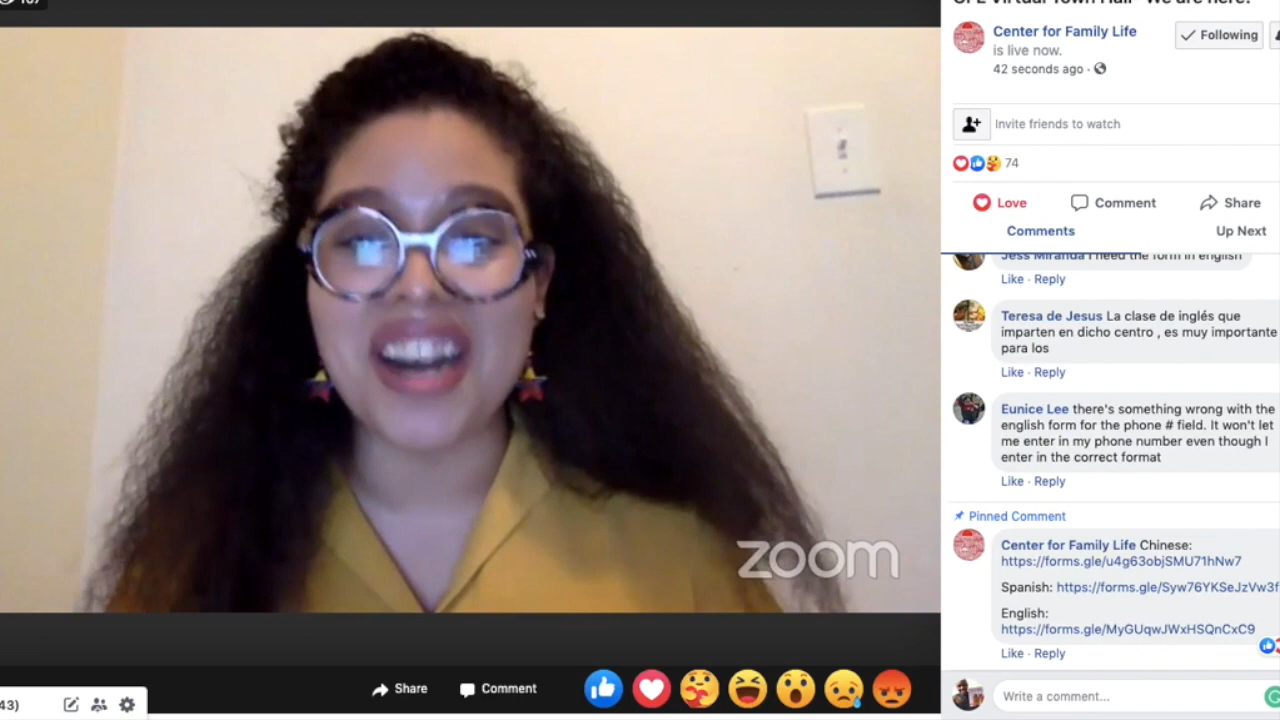 CFL Virtual Town Hall - We are here!
Center for Family Life
Following
is live now.
42 seconds ago ·
Invite friends to watch
74
Love
Comment
Share
Comments
Up Next
Jess Miranda I need the form in english
Like · Reply
Teresa de Jesus La clase de inglés que
imparten en dicho centro , es muy importante
para los
Like · Reply
Eunice Lee there's something wrong with the
english form for the phone # field. It won't let
me enter in my phone number even though I
enter in the correct format
Like · Reply
Pinned Comment
Center for Family Life Chinese:
https://forms.gle/u4g63objSMU71hNw7
Spanish: https://forms.gle/Syw76YKSeJzVw3f
English:
https://forms.gle/MyGUqwJWxHSQnCxC9
Like · Reply
Write a comment...
zoom
Share
Comment
43)